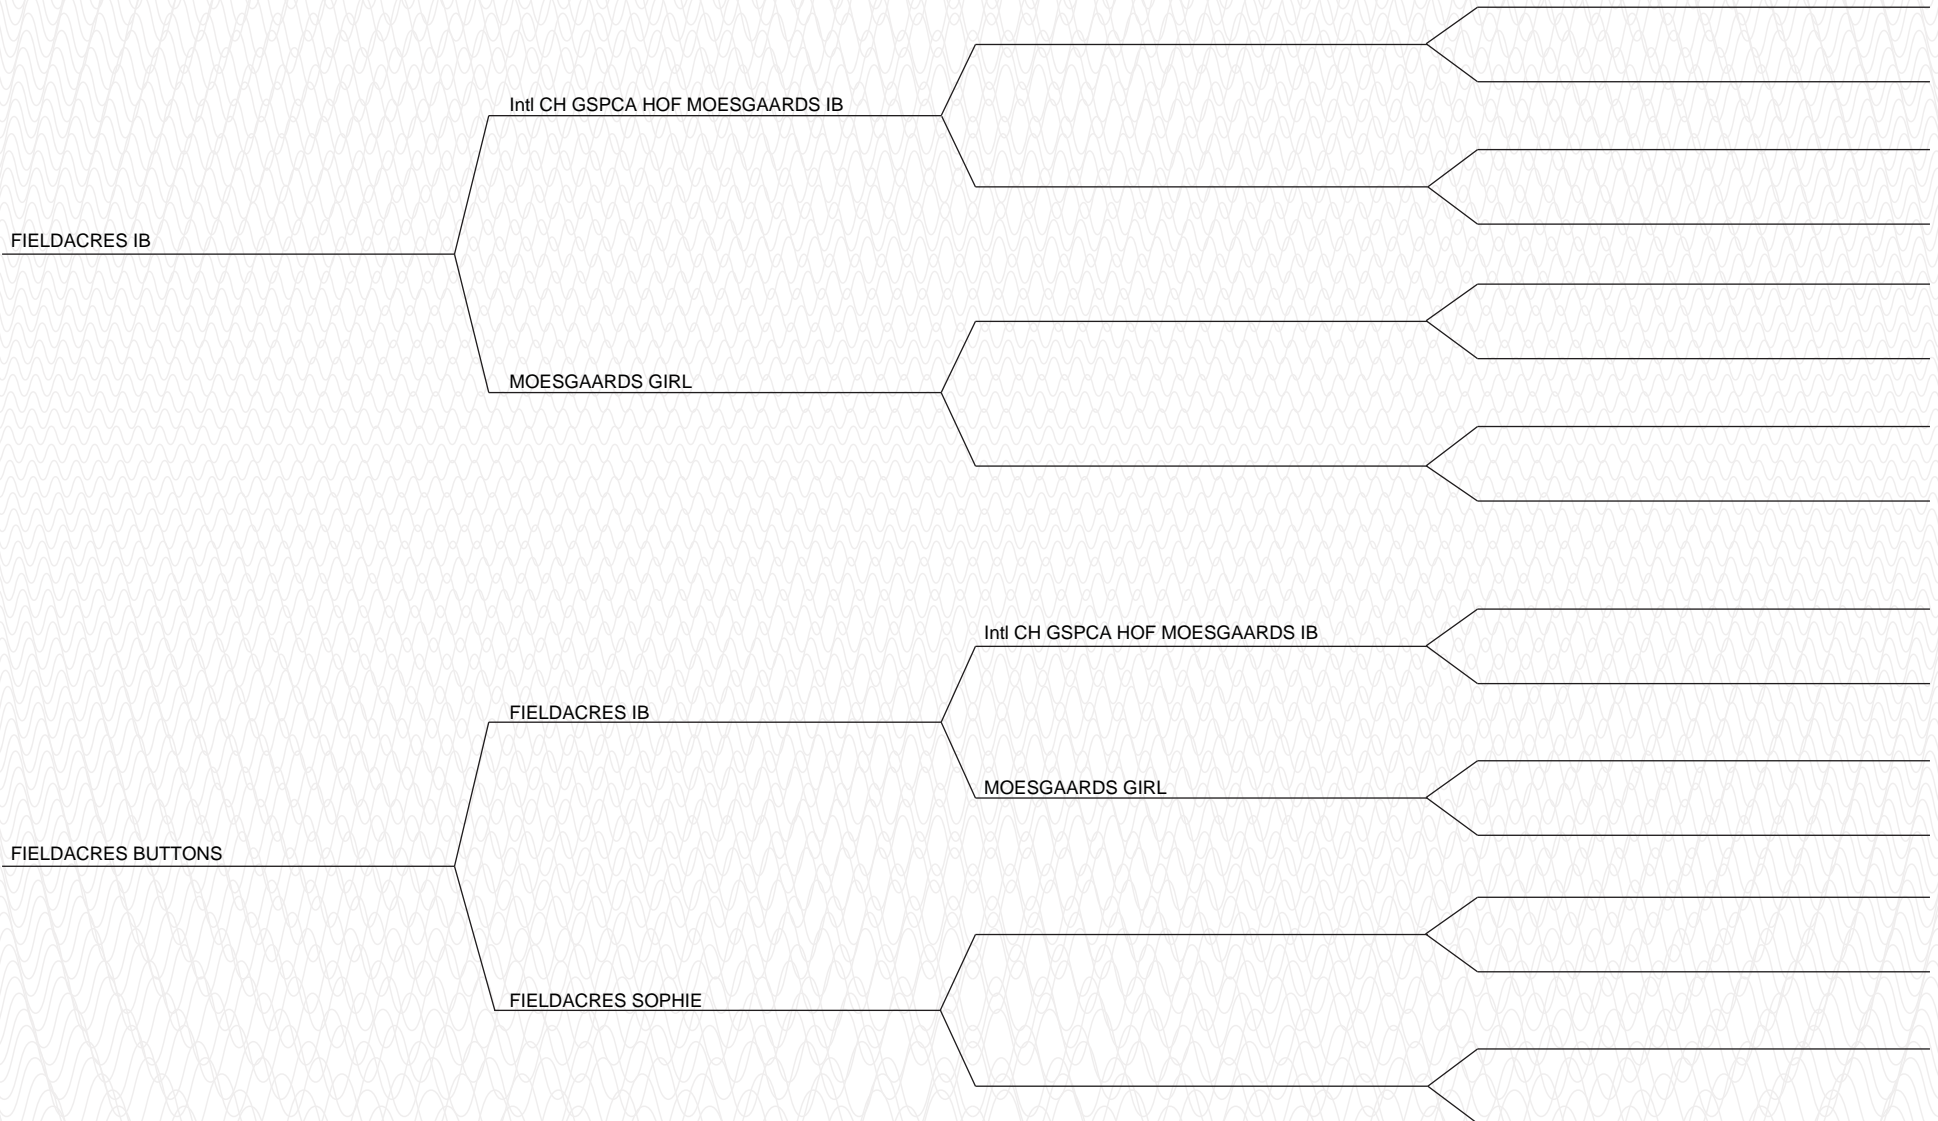 Intl CH GSPCA HOF MOESGAARDS IB
FIELDACRES IB
MOESGAARDS GIRL
Intl CH GSPCA HOF MOESGAARDS IB
FIELDACRES IB
MOESGAARDS GIRL
FIELDACRES BUTTONS
FIELDACRES SOPHIE